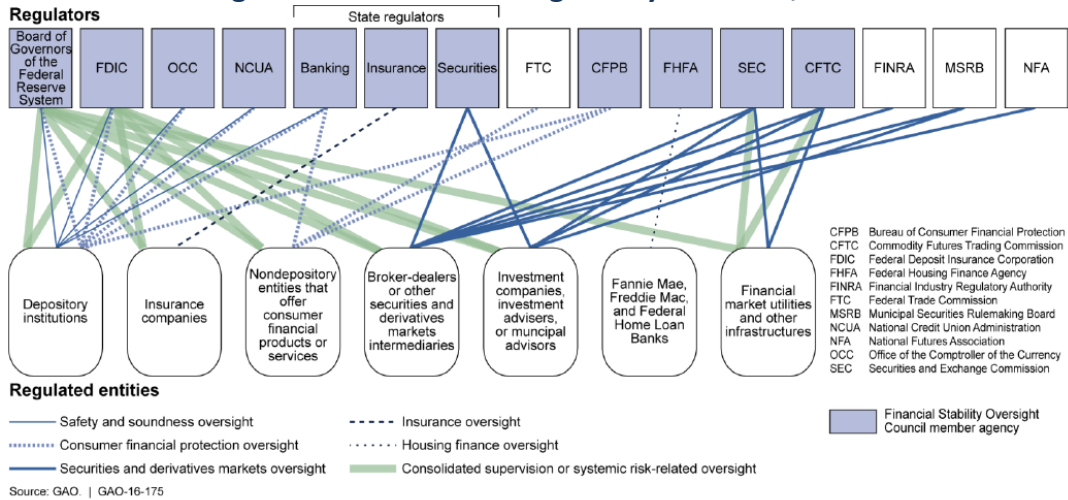 Regulators
State regulators
Board of
Governors
of the
Federal
Reserve
System
FDIC
OCC
NCUA
Banking
Insurance
Securities
FTC
CFPB
FHFA
SEC
CFTC
FINRA
MSRB
NFA
Depository
institutions
Insurance
companies
Nondepository
entities that
offer
consumer
financial
products or
services
Broker-dealers
or other
securities and
derivatives
markets
intermediaries
Investment
companies,
investment
advisers,
or muncipal
advisors
Fannie Mae,
Freddie Mac,
and Federal
Home Loan
Banks
Financial
market utilities
and other
infrastructures
CFPB Bureau of Consumer Financial Protection
CFTC Commodity Futures Trading Commission
FDIC Federal Deposit Insurance Corporation
FHFA Federal Housing Finance Agency
FINRA Financial Industry Regulatory Authority
FTC Federal Trade Commission
MSRB Municipal Securities Rulemaking Board
NCUA National Credit Union Administration
NFA National Futures Association
OCC Office of the Comptroller of the Currency
SEC Securities and Exchange Commission
Regulated entities
Safety and soundness oversight
Consumer financial protection oversight
Securities and derivatives markets oversight
Insurance oversight
Housing finance oversight
Consolidated supervision or systemic risk-related oversight
Financial Stability Oversight
Council member agency
Source: GAO. | GAO-16-175